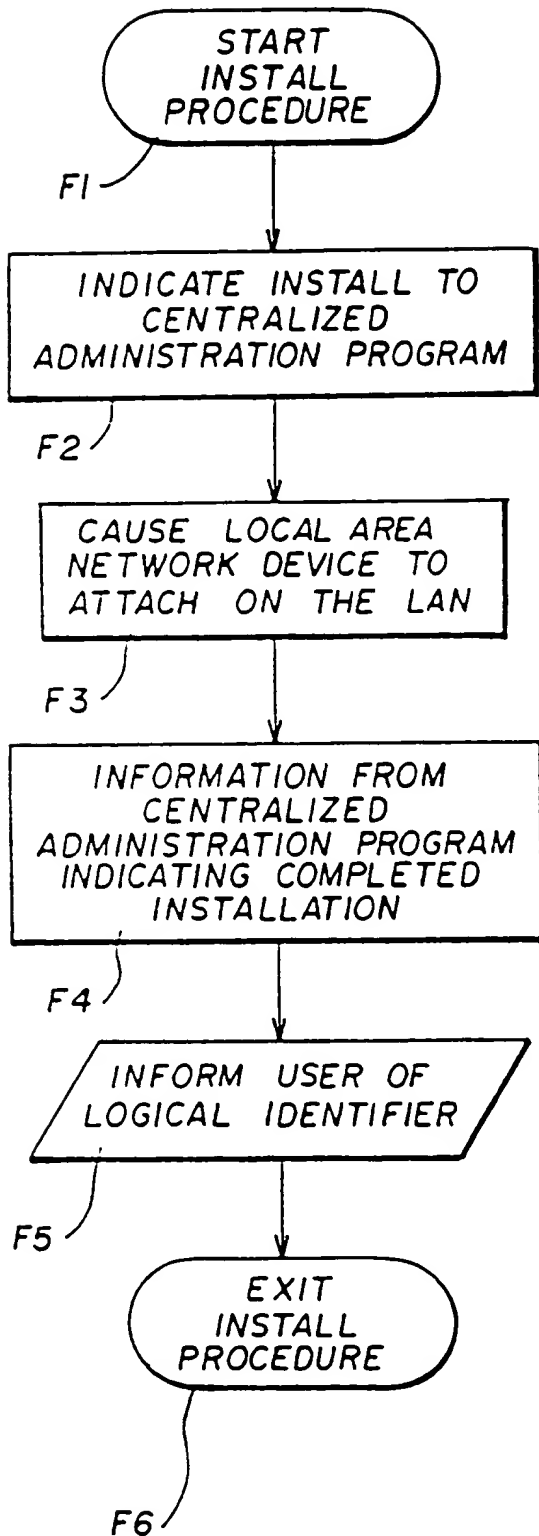 START
INSTALL
PROCEDURE
F1
INDICATE INSTALL TO
CENTRALIZED
ADMINISTRATION PROGRAM
F2
CAUSE LOCAL AREA
NETWORK DEVICE TO
ATTACH ON THE LAN
F3
INFORMATION FROM
CENTRALIZED
ADMINISTRATION PROGRAM
INDICATING COMPLETED
INSTALLATION
F4
INFORM USER OF
LOGICAL IDENTIFIER
F5
EXIT
INSTALL
PROCEDURE
F6